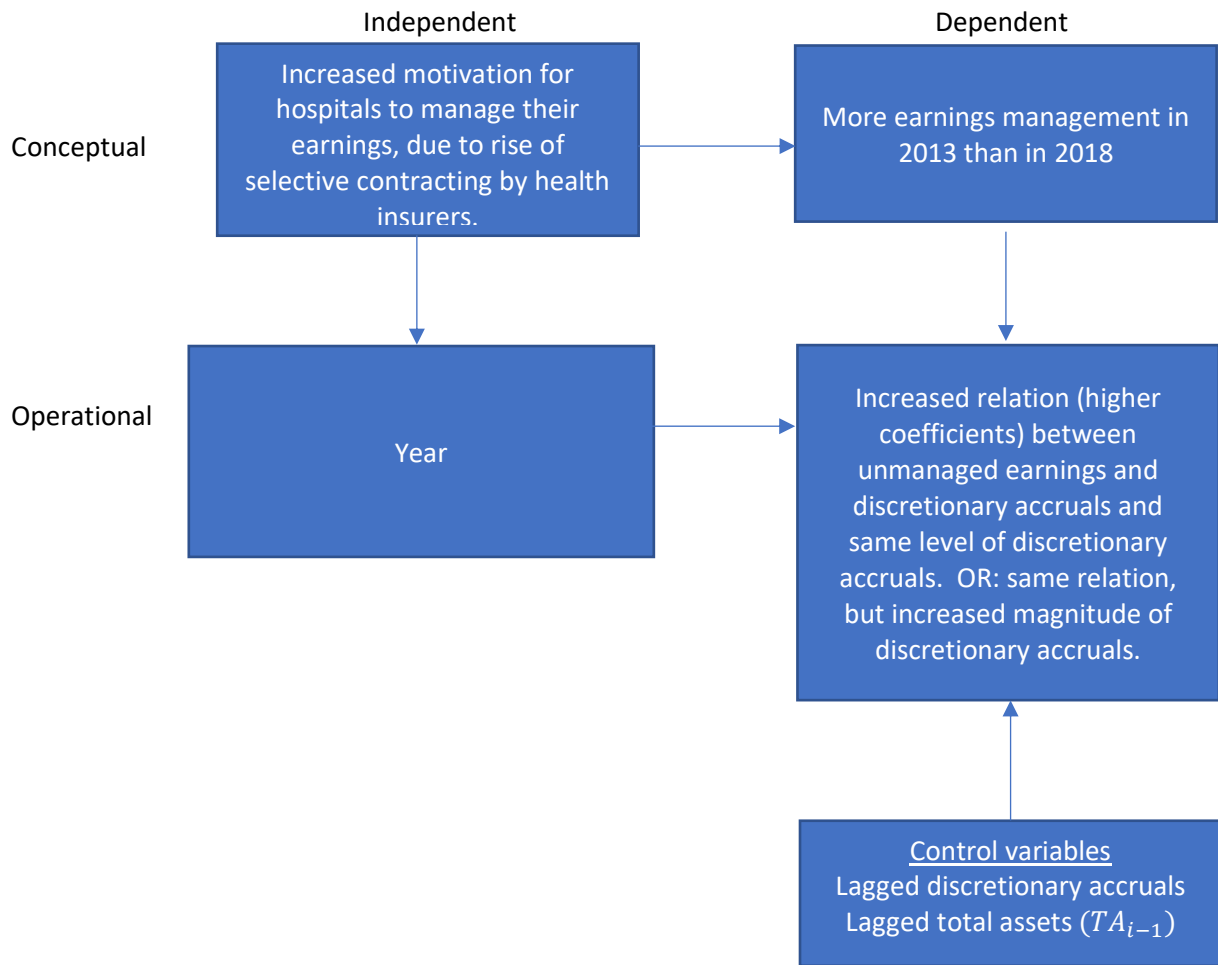 Independent
Dependent
Increased motivation for
hospitals to manage their
earnings, due to rise of
selective contracting by health
insurers.
Conceptual
More earnings management in
2013 than in 2018
Operational
Year
Increased relation (higher
coefficients) between
unmanaged earnings and
discretionary accruals and
same level of discretionary
accruals.  OR: same relation,
but increased magnitude of
discretionary accruals.
Control variables
Lagged discretionary accruals
Lagged total assets (𝑇𝐴ᵢ₋₁)